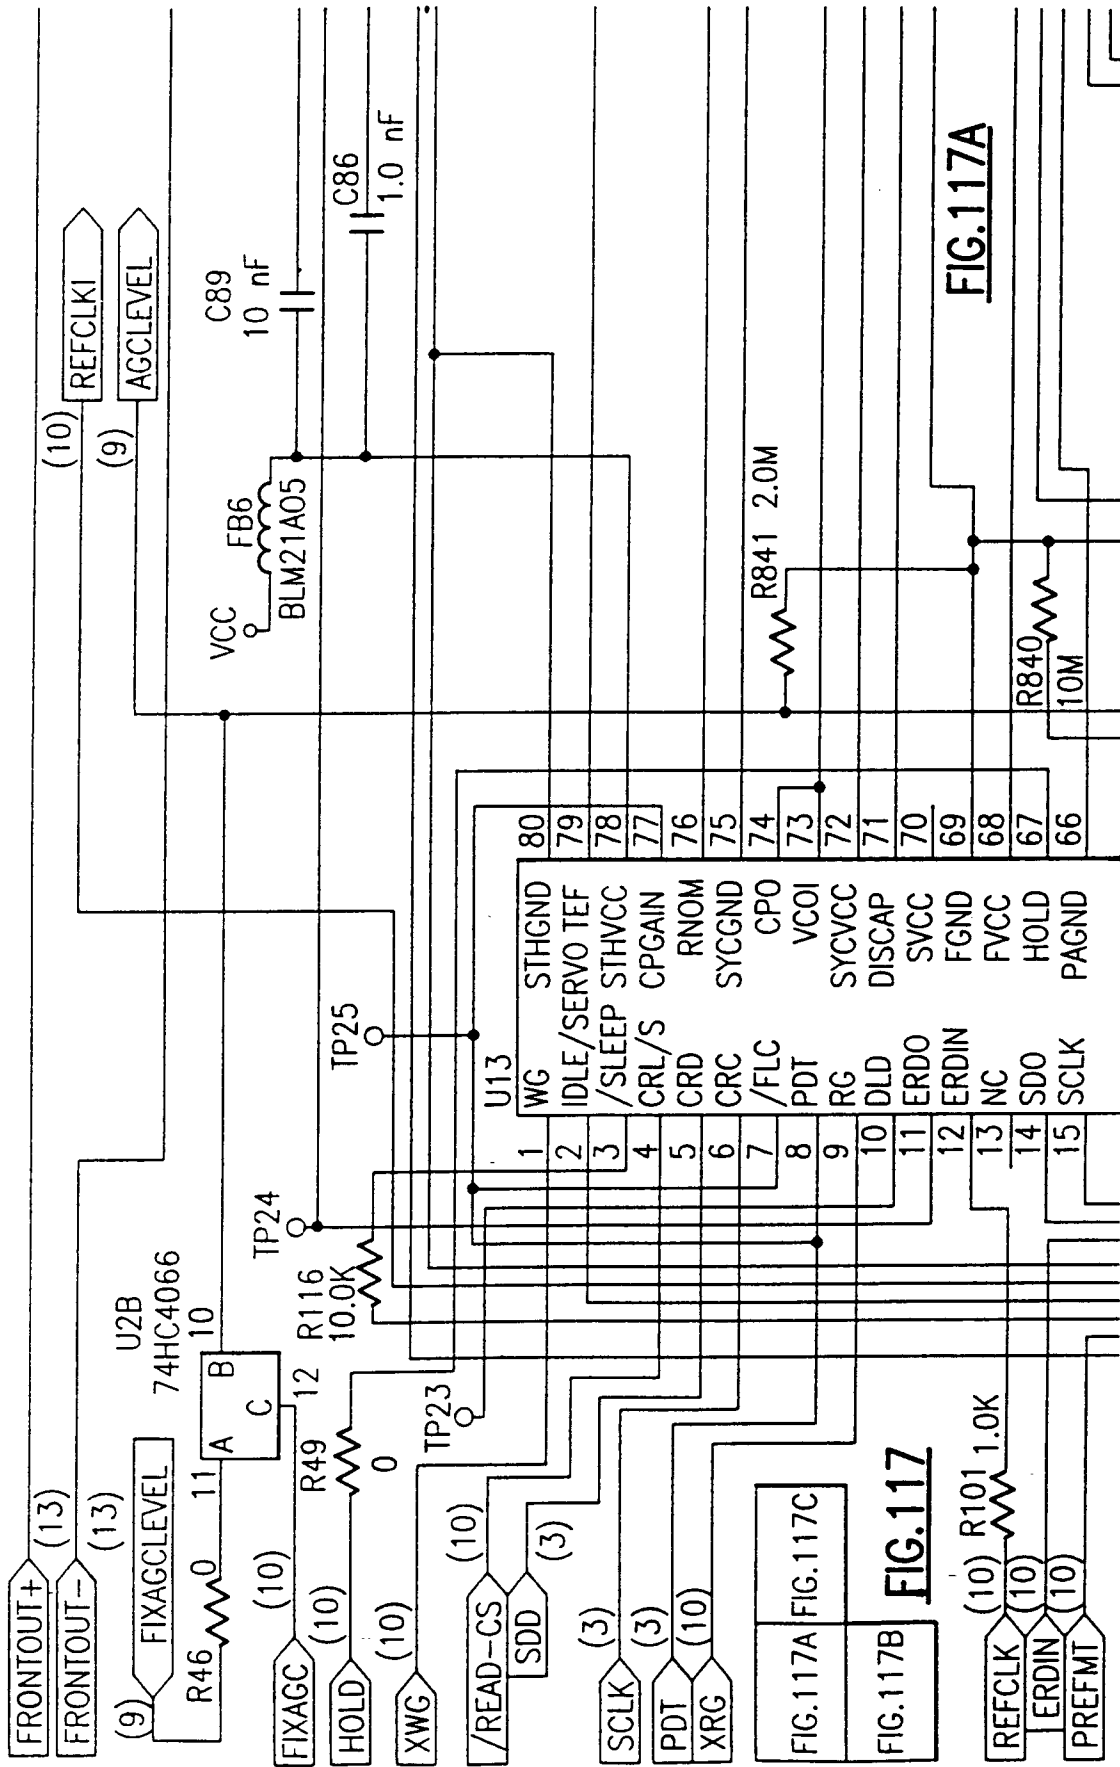 FRONTOUT+
(13)
FRONTOUT-
(13)
(10)
REFCLKI
(9)
AGCLEVEL
(9)
FIXAGCLEVEL
R46
0
11
A
B
C
U2B
74HC4066
10
12
FIXAGC
(10)
VCC
FB6
BLM21A05
C89
10 nF
C86
1.0 nF
HOLD
(10)
R49
0
TP24
R116
10.0K
TP25
XWG
(10)
TP23
/READ-CS
(10)
SDD
(3)
SCLK
(3)
PDT
(3)
XRG
(10)
U13
1
WG
STHGND
80
2
IDLE/SERVO TEF
79
3
/SLEEP STHVCC
78
4
CRL/S
CPGAIN
77
5
CRD
RNOM
76
6
CRC
SYCGND
75
7
/FLC
CPO
74
8
PDT
VCOI
73
9
RG
SYCVCC
72
10
DLD
DISCAP
71
11
ERDO
SVCC
70
12
ERDIN
FGND
69
13
NC
FVCC
68
14
SDO
HOLD
67
15
SCLK
PAGND
66
R841 2.0M
R840
10M
FIG.117A
FIG.117A
FIG.117C
FIG.117B
FIG.117
REFCLK
(10)
R101 1.0K
ERDIN
(10)
PREFMT
(10)